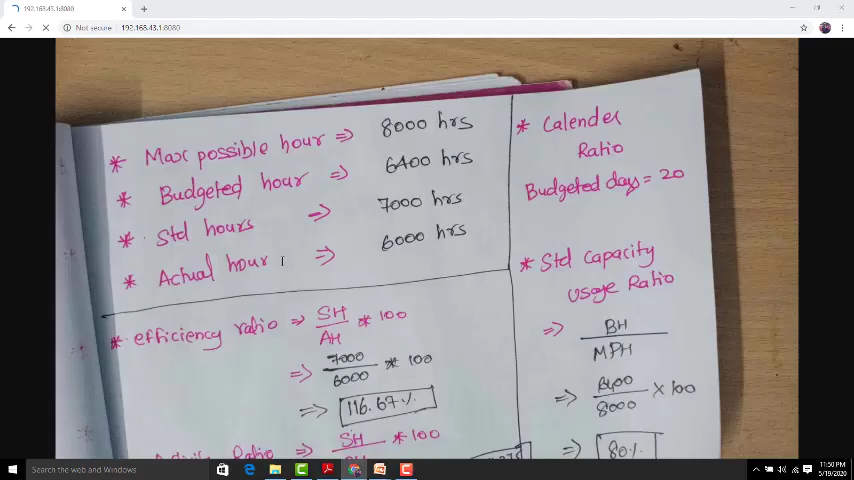 192.168.43.1:8080
Not secure
192.168.43.1:8080
* Max possible hour => 8000 hrs
* Budgeted hour => 6400 hrs
* Std hours => 7000 hrs
* Actual hour => 6000 hrs
* efficiency ratio => SH / AH * 100
=> 7000 / 6000 * 100
=> 116.67%
Ratio => SH * 100
* Calender
Ratio
Budgeted days = 20
* Std Capacity
Usage Ratio
=> BH
MPH
=> 6400 / 8000 X 100
=> 80%
Search the web and Windows
11:50 PM
5/19/2020